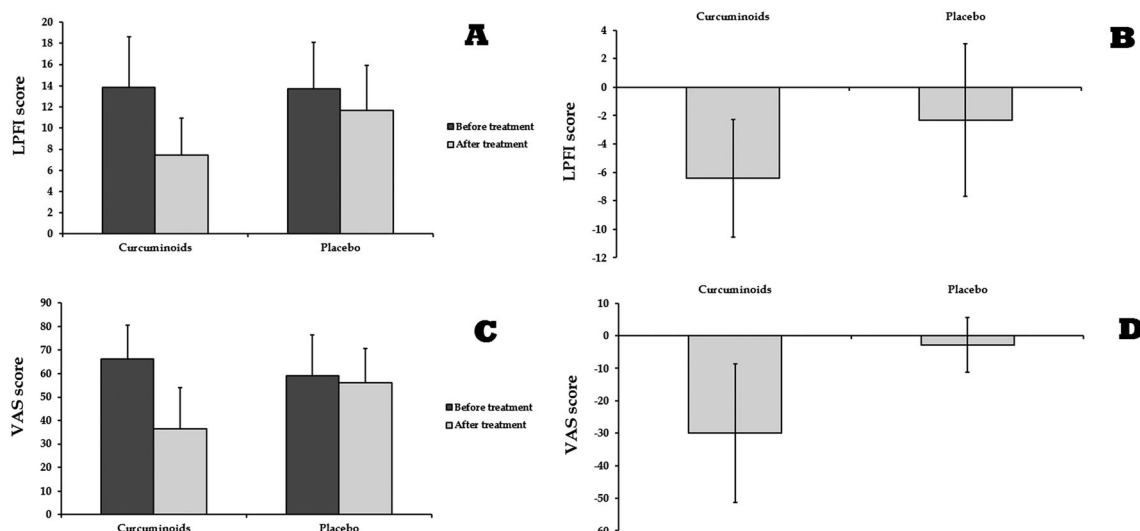 A
LPFI score
20
18
16
14
12
10
8
6
4
2
0
Curcuminoids
Placebo
Before treatment
After treatment
B
Curcuminoids
Placebo
LPFI score
4
2
0
-2
-4
-6
-8
-10
-12
C
VAS score
90
80
70
60
50
40
30
20
10
0
Curcuminoids
Placebo
Before treatment
After treatment
D
Curcuminoids
Placebo
VAS score
10
0
-10
-20
-30
-40
-50
-60